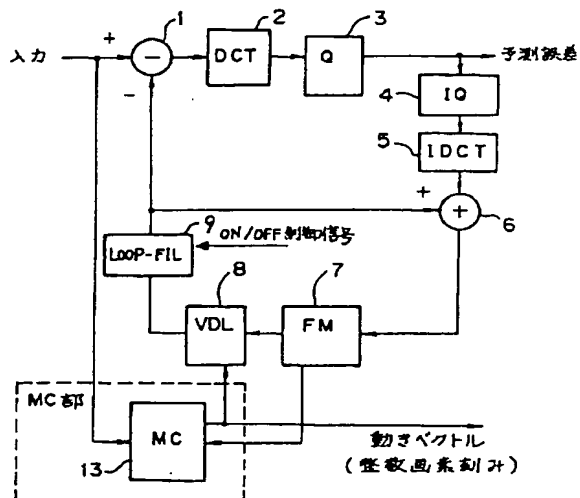 1
2
3
入力
+
−
DCT
Q
予測誤差
−
4
IQ
5
IDCT
+
+
6
9
ON/OFF制御信号
LOOP-FIL
8
7
VDL
FM
MC部
MC
13
動きベクトル
(整数画素刻み)